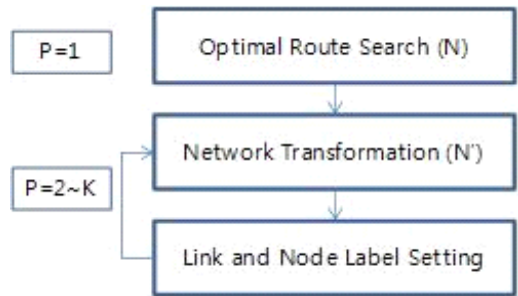 P=1
Optimal Route Search (N)
Network Transformation (N')
P=2~K
Link and Node Label Setting